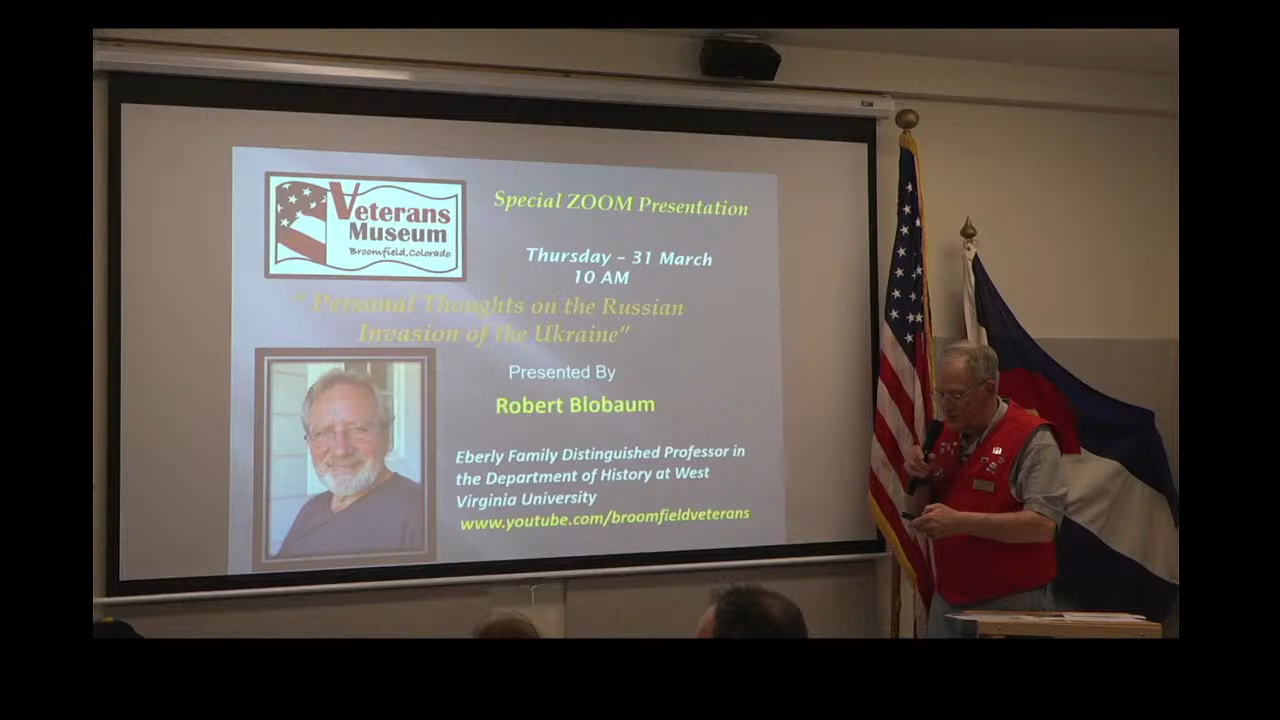 Veterans
Museum
Broomfield, Colorado
Special ZOOM Presentation
Thursday – 31 March
10 AM
“ Personal Thoughts on the Russian
Invasion of the Ukraine”
Presented By
Robert Blobaum
Eberly Family Distinguished Professor in
the Department of History at West
Virginia University
www.youtube.com/broomfieldveterans